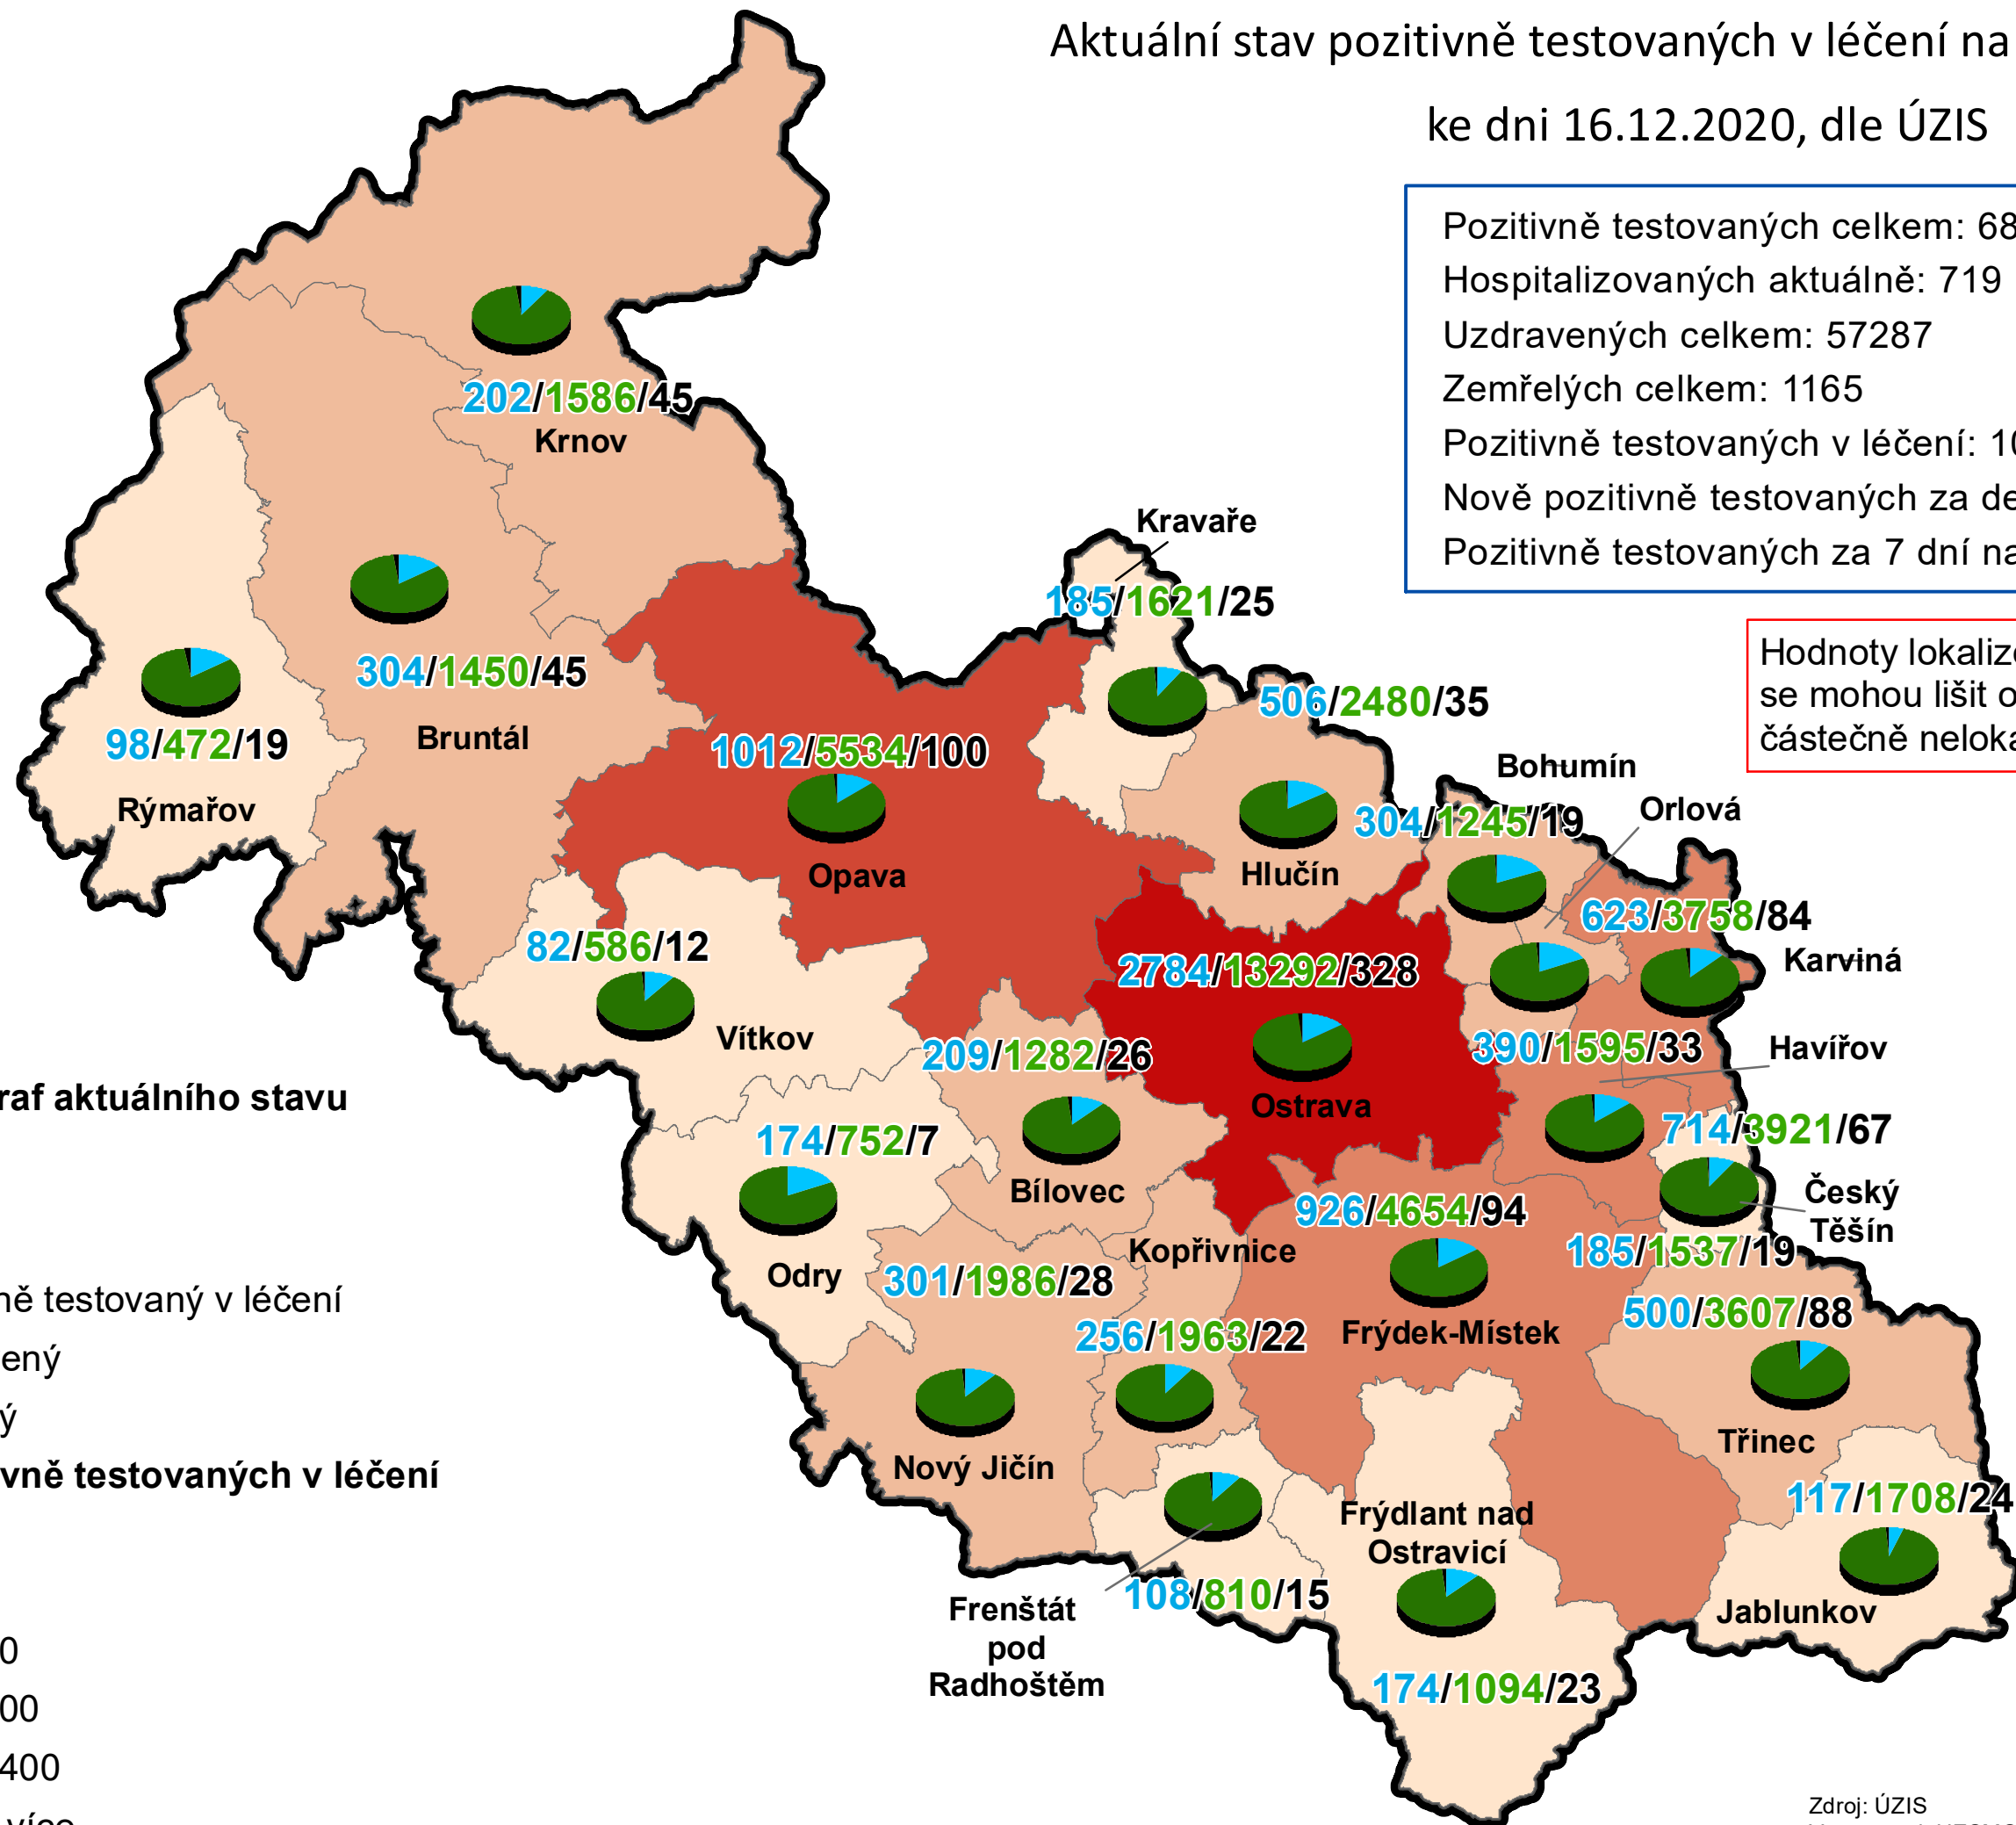 Aktuální stav pozitivně testovaných v léčení na
ke dni 16.12.2020, dle ÚZIS
Pozitivně testovaných celkem: 68
Hospitalizovaných aktuálně: 719
Uzdravených celkem: 57287
Zemřelých celkem: 1165
Pozitivně testovaných v léčení: 10
Nově pozitivně testovaných za de
Pozitivně testovaných za 7 dní na
Hodnoty lokalizo
se mohou lišit o
částečně neloka
202/1586/45
Krnov
Kravaře
185/1621/25
304/1450/45
Bruntál
98/472/19
Rýmařov
506/2480/35
Hlučín
1012/5534/100
Opava
Bohumín
304/1245/19
Orlová
623/3758/84
Karviná
82/586/12
Vítkov
2784/13292/328
Ostrava
209/1282/26
Bílovec
390/1595/33
Havířov
714/3921/67
174/752/7
Odry
Český
Těšín
185/1537/19
926/4654/94
Frýdek-Místek
Kopřivnice
301/1986/28
Nový Jičín
256/1963/22
500/3607/88
Třinec
117/1708/24
Jablunkov
Frýdlant nad
Ostravicí
174/1094/23
108/810/15
Frenštát
pod
Radhoštěm
raf aktuálního stavu
ně testovaný v léčení
ený
ý
vně testovaných v léčení
0
00
400
více
Zdroj: ÚZIS